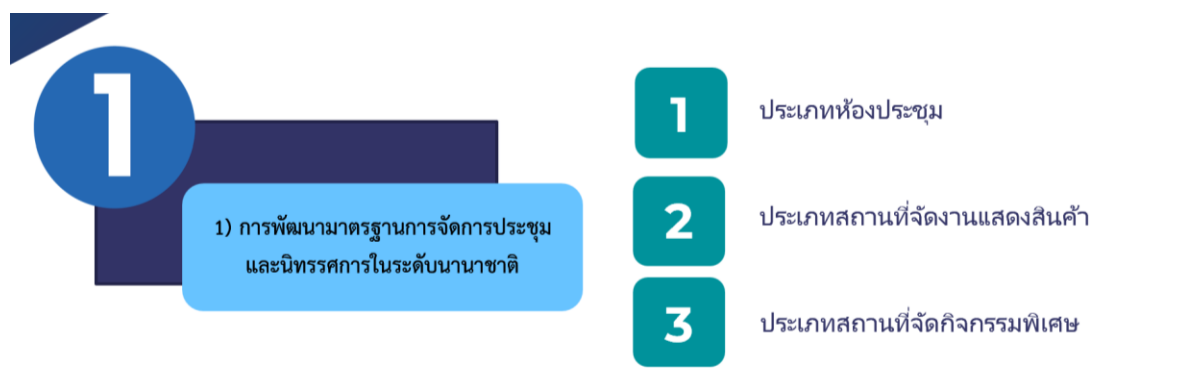 1
1) การพัฒนามาตรฐานการจัดการประชุม
และนิทรรศการในระดับนานาชาติ
1 ประเภทห้องประชุม
2 ประเภทสถานที่จัดงานแสดงสินค้า
3 ประเภทสถานที่จัดกิจกรรมพิเศษ